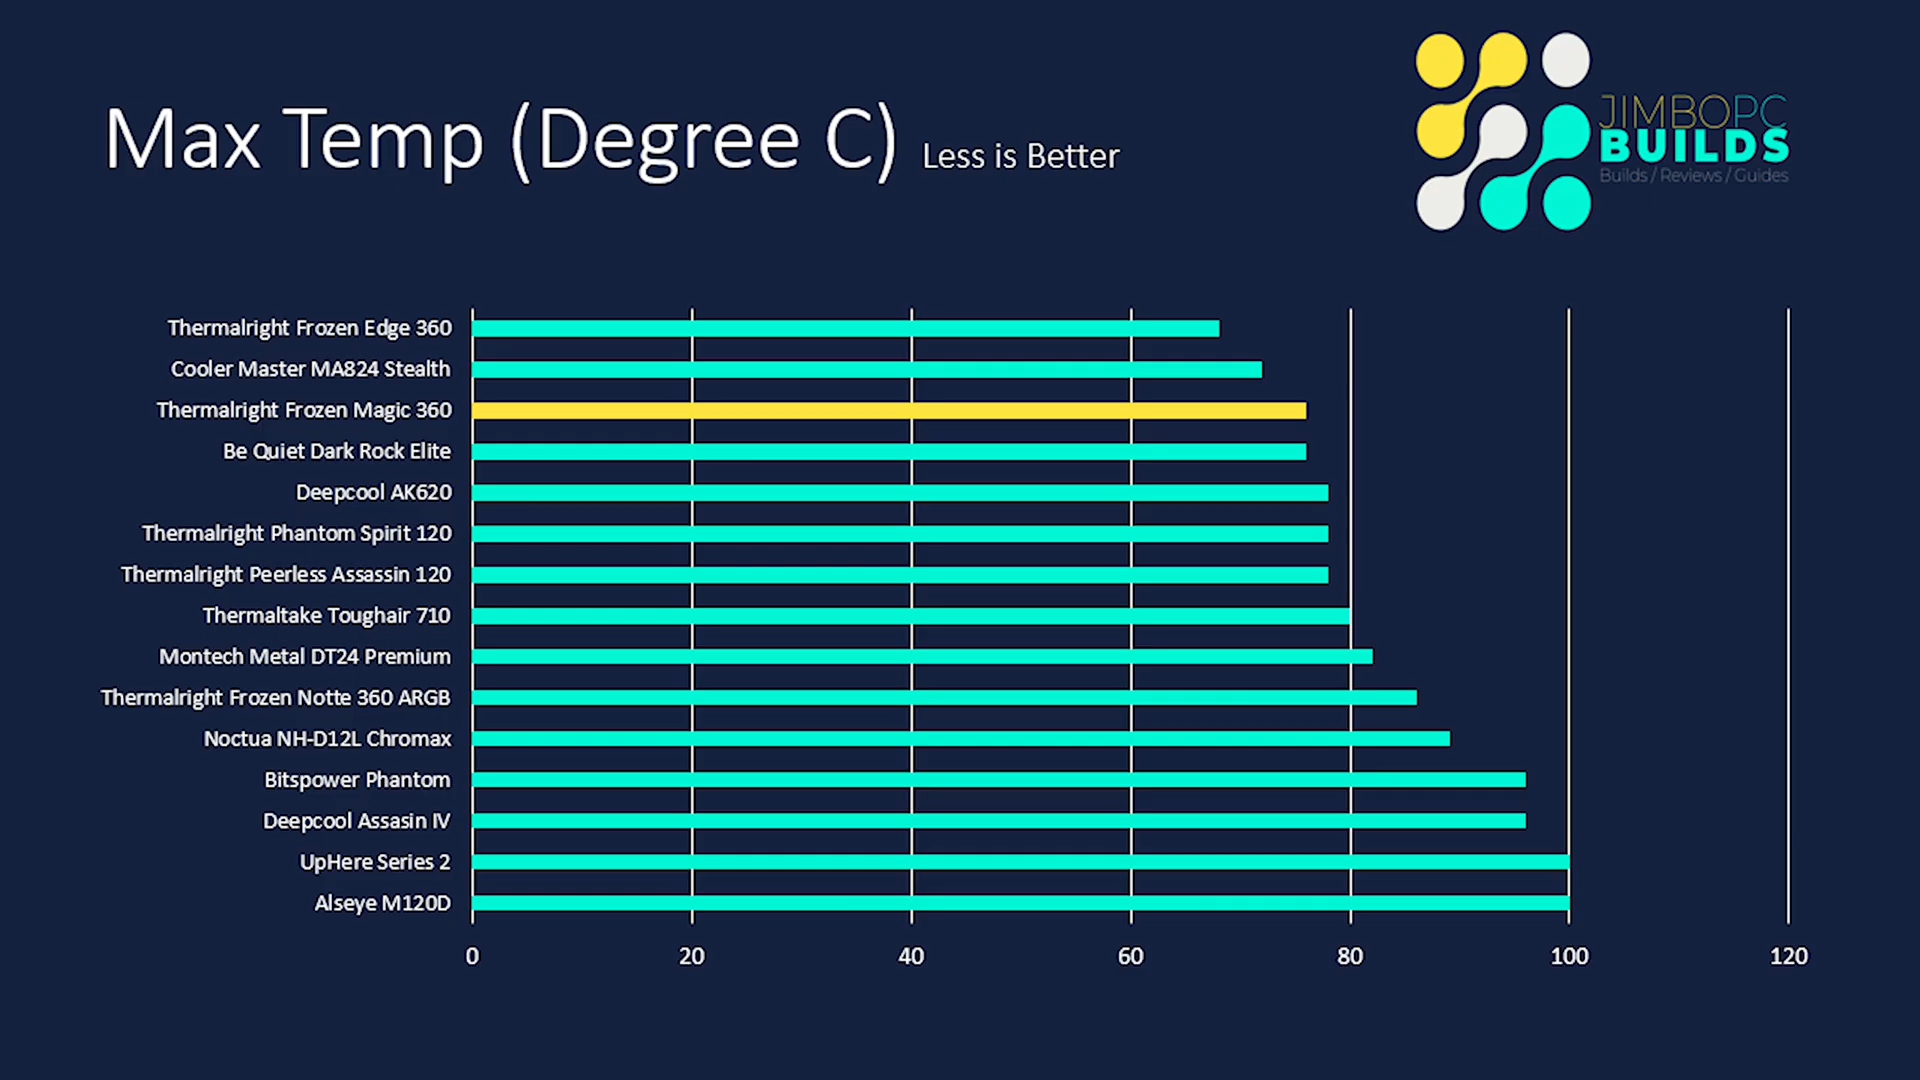 Max Temp (Degree C) Less is Better
JIMBOPC
BUILDS
Builds / Reviews / Guides
Thermalright Frozen Edge 360
Cooler Master MA824 Stealth
Thermalright Frozen Magic 360
Be Quiet Dark Rock Elite
Deepcool AK620
Thermalright Phantom Spirit 120
Thermalright Peerless Assassin 120
Thermaltake Toughair 710
Montech Metal DT24 Premium
Thermalright Frozen Notte 360 ARGB
Noctua NH-D12L Chromax
Bitspower Phantom
Deepcool Assasin IV
UpHere Series 2
Alseye M120D
0 20 40 60 80 100 120